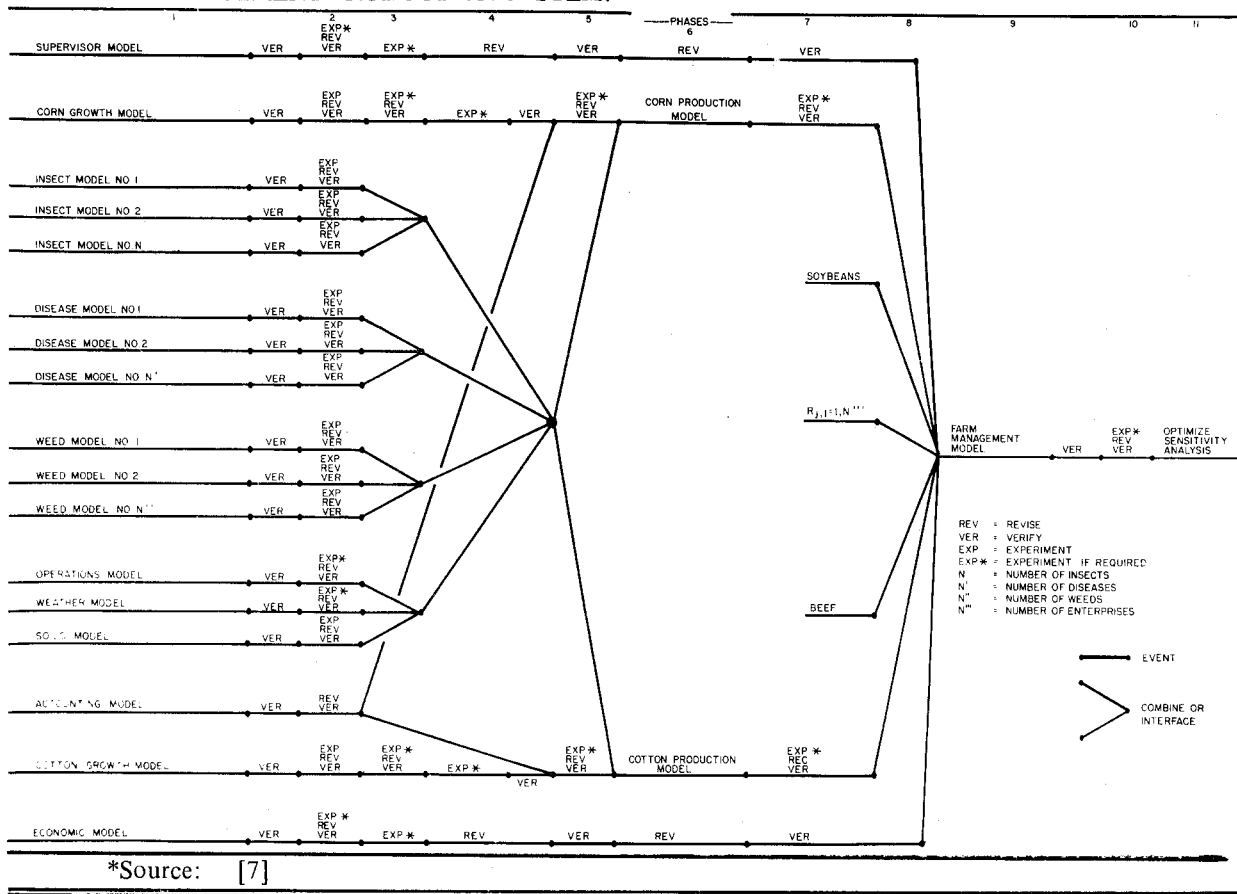 1 2 3 4 5 ----PHASES---- 6 7 8 9 10 11
SUPERVISOR MODEL VER EXP* REV VER EXP* REV VER REV VER
CORN GROWTH MODEL VER EXP REV VER EXP* REV VER EXP* VER EXP* REV VER CORN PRODUCTION MODEL EXP* REV VER
INSECT MODEL NO 1 VER EXP REV VER
INSECT MODEL NO 2 VER EXP REV VER
INSECT MODEL NO.N VER EXP REV VER
SOYBEANS
DISEASE MODEL NO 1 VER EXP REV VER
DISEASE MODEL NO.2 VER EXP REV VER
DISEASE MODEL NO N' VER EXP REV VER
Rj,I=1,N'''
WEED MODEL NO 1 VER EXP REV VER
WEED MODEL NO 2 VER EXP REV VER
WEED MODEL NO N'' VER EXP REV VER
FARM MANAGEMENT MODEL VER EXP* REV VER OPTIMIZE SENSITIVITY ANALYSIS
REV = REVISE
VER = VERIFY
EXP = EXPERIMENT
EXP* = EXPERIMENT IF REQUIRED
N = NUMBER OF INSECTS
N' = NUMBER OF DISEASES
N'' = NUMBER OF WEEDS
N''' = NUMBER OF ENTERPRISES
OPERATIONS MODEL VER EXP* REV VER
WEATHER MODEL VER EXP* REV VER
BEEF
MODEL VER EXP REV VER
EVENT
COMBINE OR INTERFACE
ACCOUNTING MODEL VER REV VER
COTTON GROWTH MODEL VER EXP REV VER EXP* REV VER EXP* VER EXP* REV VER COTTON PRODUCTION MODEL EXP* REC VER
ECONOMIC MODEL VER EXP* REV VER EXP* REV VER REV VER
*Source: [7]